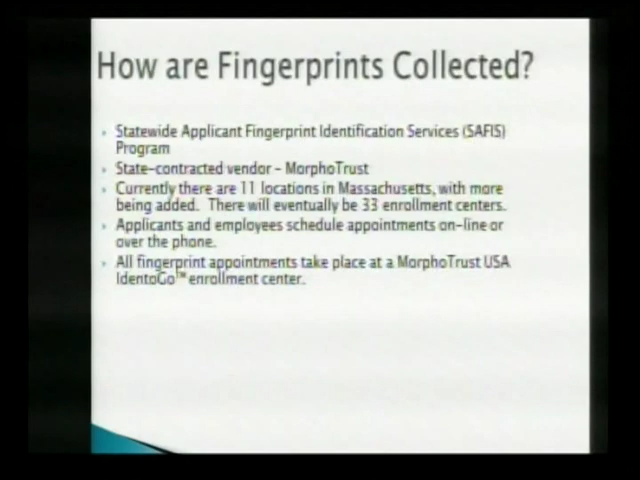 How are Fingerprints Collected?
Statewide Applicant Fingerprint Identification Services (SAFIS)
Program
State-contracted vendor - MorphoTrust
Currently there are 11 locations in Massachusetts, with more
being added. There will eventually be 33 enrollment centers.
Applicants and employees schedule appointments on-line or
over the phone.
All fingerprint appointments take place at a MorphoTrust USA
IdentoGo™ enrollment center.